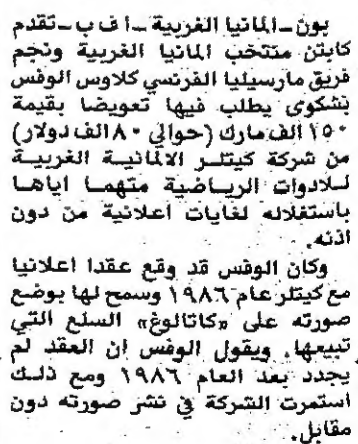 بون ـ المانيا الغربية ـ ا ف ب ـ تقدم
كابتن منتخب المانيا الغربية ونجم
فريق مارسيليا الفرنسي كلاوس الوفس
بشكوى يطلب فيها تعويضا بقيمة
١٥٠ الف مارك (حوالي ٨٠ الف دولار)
من شركة كيتلر الالمانية الغربية
للادوات الرياضية متهما اياها
باستغلاله لغايات اعلانية من دون
اذنه.
وكان الوفس قد وقع عقدا اعلانيا
مع كيتلر عام ١٩٨٦ وسمح لها بوضع
صورته على «كاتالوغ» السلع التي
تبيعها. ويقول الوفس ان العقد لم
يجدد بعد العام ١٩٨٦ ومع ذلك
استمرت الشركة في نشر صورته دون
مقابل.